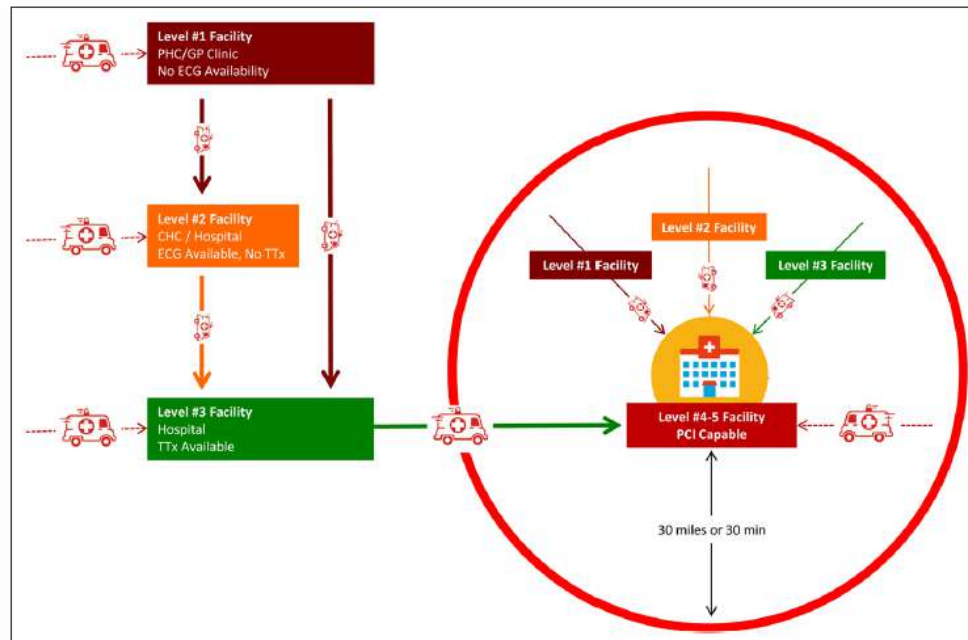 Level #1 Facility
PHC/GP Clinic
No ECG Availability
Level #2 Facility
CHC / Hospital
ECG Available, No TTx
Level #3 Facility
Hospital
TTx Available
Level #2 Facility
Level #1 Facility
Level #3 Facility
Level #4-5 Facility
PCI Capable
30 miles or 30 min